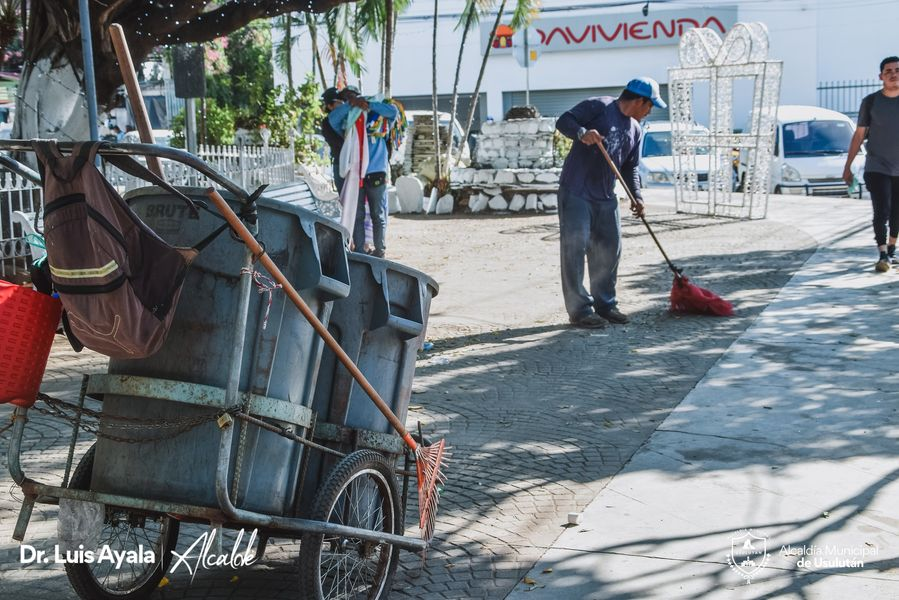 DAVIVIENDA
BRUTE
Dr. Luis Ayala Alcalde
Alcaldía Municipal
de Usulután